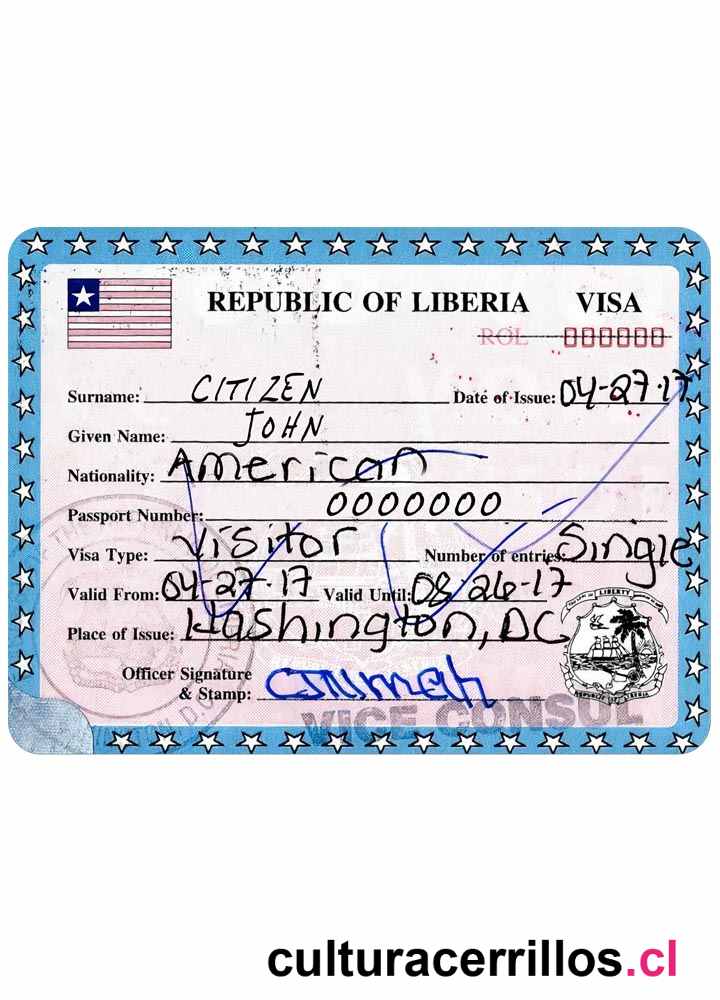 REPUBLIC OF LIBERIA VISA
ROL 000000
Surname: CITIZEN Date of Issue: 04-27-17
Given Name: JOHN
Nationality: American
Passport Number: 0000000
Visa Type: Visitor Number of entries: Single
Valid From: 04-27-17 Valid Until: 08-26-17
Place of Issue: Washington, DC
LIBERTY
REPUBLIC OF LIBERIA
Officer Signature
& Stamp:
VICE CONSUL
culturacerrillos.cl